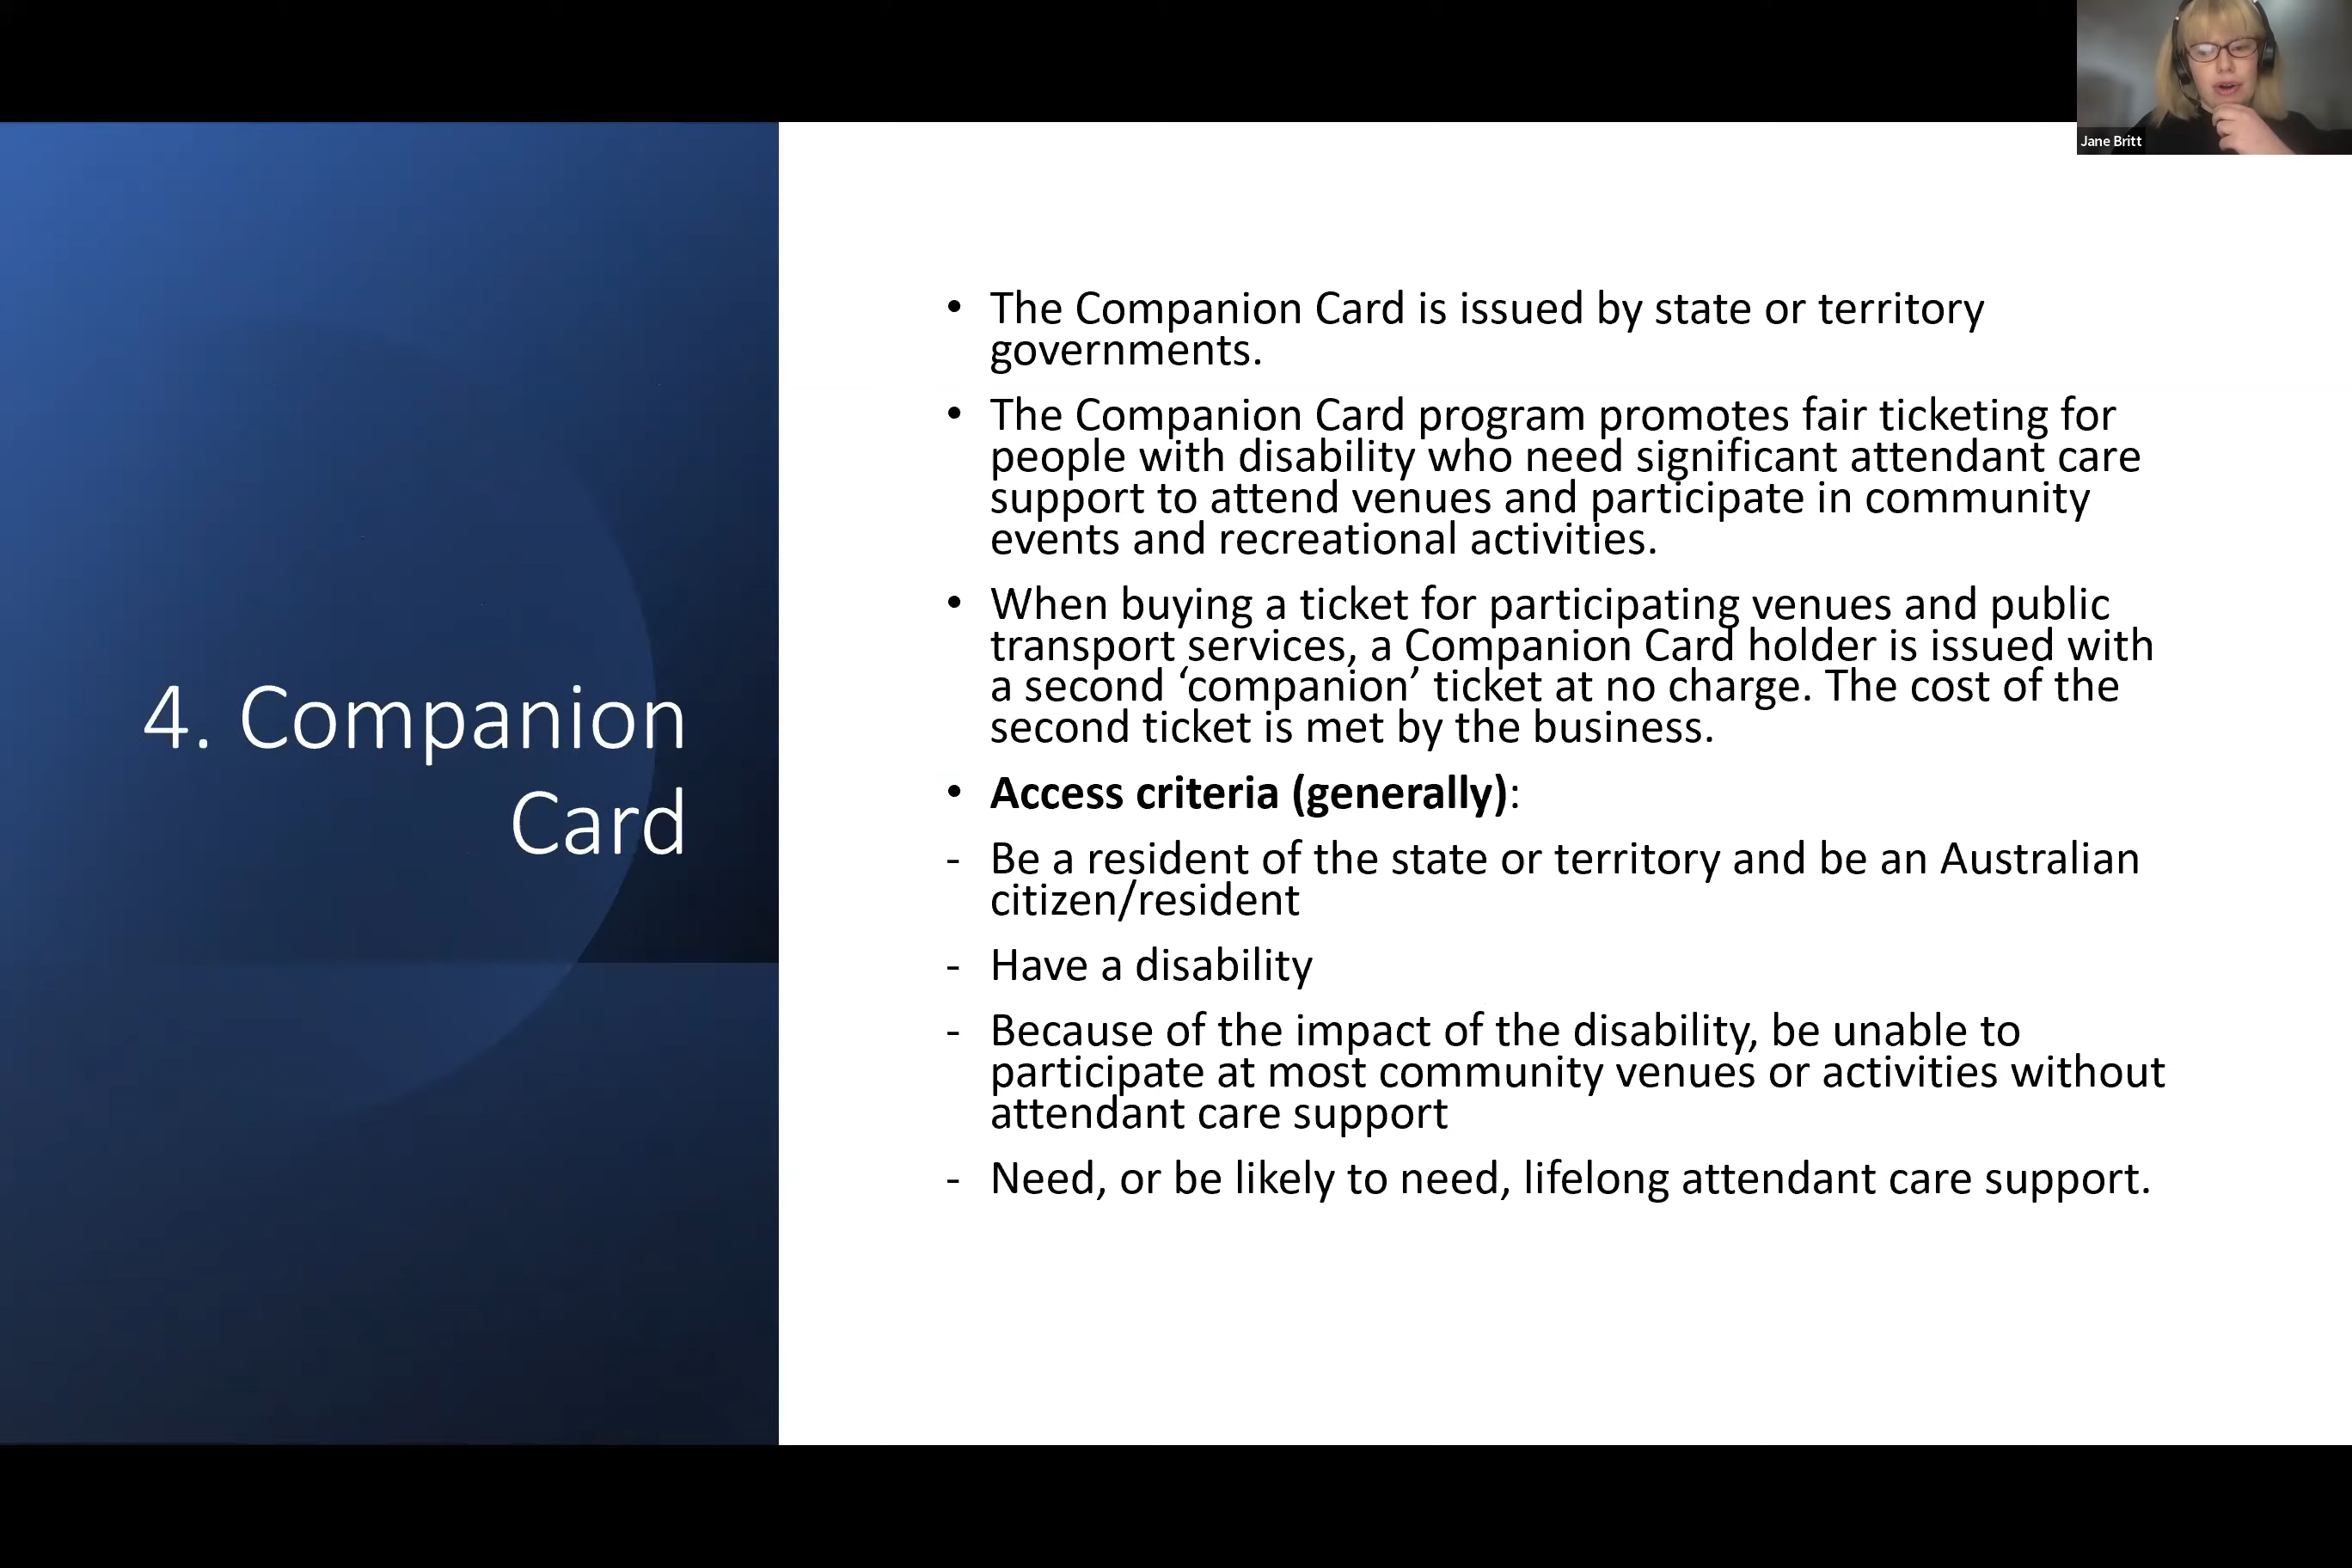 Jane Britt
4. Companion
Card
• The Companion Card is issued by state or territory
governments.
• The Companion Card program promotes fair ticketing for
people with disability who need significant attendant care
support to attend venues and participate in community
events and recreational activities.
• When buying a ticket for participating venues and public
transport services, a Companion Card holder is issued with
a second ‘companion’ ticket at no charge. The cost of the
second ticket is met by the business.
• Access criteria (generally):
- Be a resident of the state or territory and be an Australian
citizen/resident
- Have a disability
- Because of the impact of the disability, be unable to
participate at most community venues or activities without
attendant care support
- Need, or be likely to need, lifelong attendant care support.